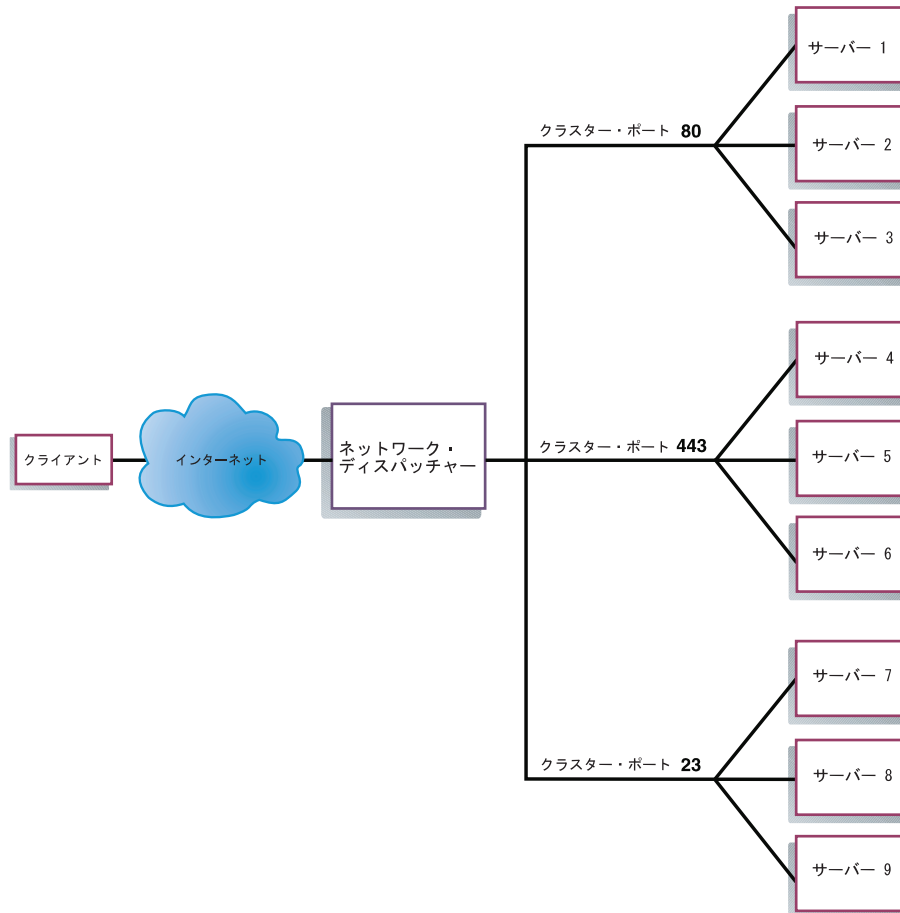 サーバー 1
クラスター・ポート 80
サーバー 2
サーバー 3
サーバー 4
クライアント
インターネット
ネットワーク・
ディスパッチャー
クラスター・ポート 443
サーバー 5
サーバー 6
サーバー 7
クラスター・ポート 23
サーバー 8
サーバー 9